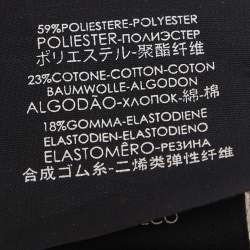 59%POLIESTERE-POLYESTER
POLIESTER-ПОЛИЭСТЕР
ポリエステル-聚酯纤维
23%COTONE-COTTON-COTON
BAUMWOLLE-ALGODON
ALGODÃO-ХЛОПОК-綿-棉
18%GOMMA-ELASTODIENE
ELASTODIEN-ELASTODIENO
ELASTOMÊRO-РЕЗИНА
合成ゴム系-二烯类弹性纤维